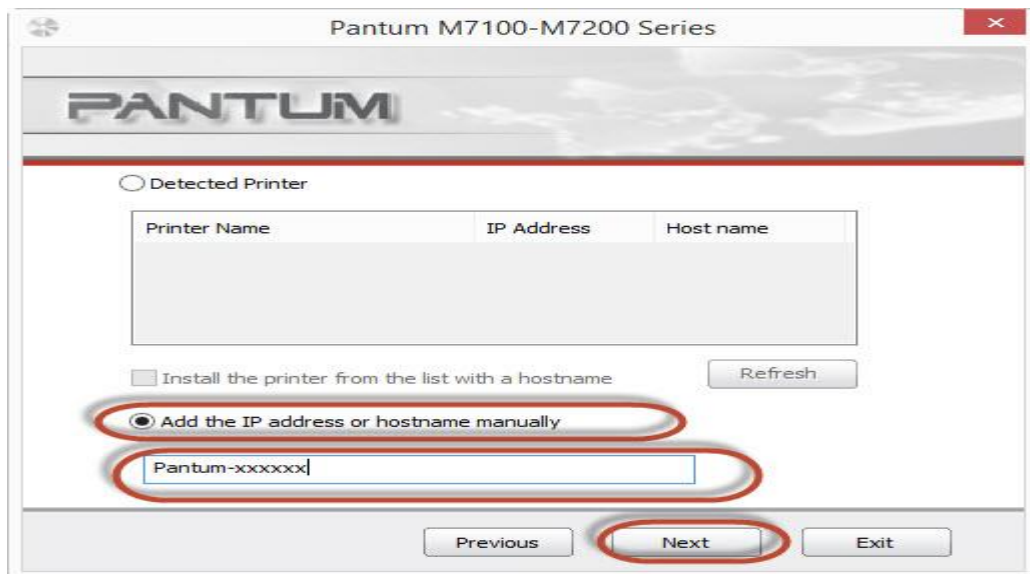 Pantum M7100-M7200 Series
PANTUM
Detected Printer
Printer Name IP Address Host name
Install the printer from the list with a hostname Refresh
Add the IP address or hostname manually
Pantum-xxxxxx
Previous Next Exit